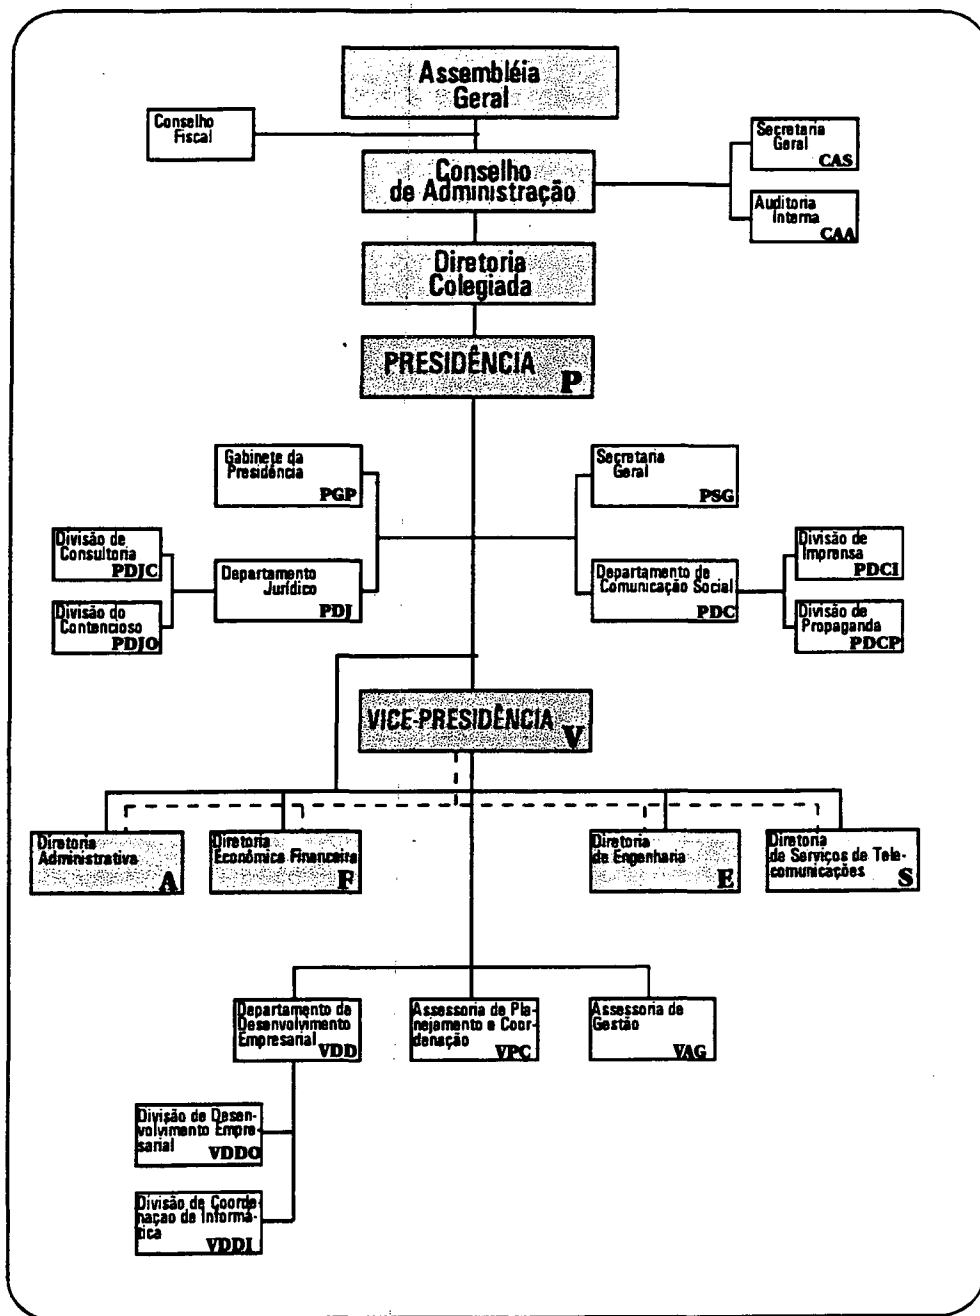 Assembléia
Geral
Conselho
Fiscal
Secretaria
Geral
CAS
Conselho
de Administração
Auditoria
Interna
CAA
Diretoria
Colegiada
PRESIDÊNCIA
P
Gabinete da
Presidência
PGP
Secretaria
Geral
PSG
Divisão de
Consultoria
PDJC
Departamento
Jurídico
PDJ
Departamento de
Comunicação Social
PDC
Divisão de
Imprensa
PDCI
Divisão do
Contencioso
PDJO
Divisão de
Propaganda
PDCP
VICE-PRESIDÊNCIA
V
Diretoria
Administrativa
A
Diretoria
Econômica Financeira
F
Diretoria
de Engenharia
E
Diretoria
de Serviços de Tele-
comunicações
S
Departamento de
Desenvolvimento
Empresarial
VDD
Assessoria de Pla-
nejamento e Coor-
denação
VPC
Assessoria de
Gestão
VAG
Divisão de Desen-
volvimento Empre-
sarial
VDDO
Divisão de Coorde-
naçao de Informá-
tica
VDDI